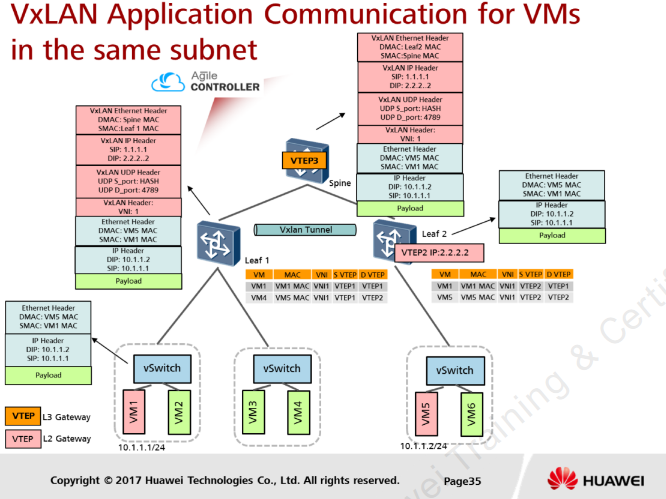 VxLAN Application Communication for VMs
in the same subnet
Agile
CONTROLLER
VxLAN Ethernet Header
DMAC: Leaf2 MAC
SMAC:Spine MAC
VxLAN IP Header
SIP: 1.1.1.1
DIP: 2.2.2..2
VxLAN UDP Header
UDP S_port: HASH
UDP D_port: 4789
VxLAN Header:
VNI: 1
Ethernet Header
DMAC: VM5 MAC
SMAC: VM1 MAC
IP Header
DIP: 10.1.1.2
SIP: 10.1.1.1
Payload
VxLAN Ethernet Header
DMAC: Spine MAC
SMAC:Leaf 1 MAC
VxLAN IP Header
SIP: 1.1.1.1
DIP: 2.2.2..2
VxLAN UDP Header
UDP S_port: HASH
UDP D_port: 4789
VxLAN Header:
VNI: 1
Ethernet Header
DMAC: VM5 MAC
SMAC: VM1 MAC
IP Header
DIP: 10.1.1.2
SIP: 10.1.1.1
Payload
VTEP3
Spine
Ethernet Header
DMAC: VM5 MAC
SMAC: VM1 MAC
IP Header
DIP: 10.1.1.2
SIP: 10.1.1.1
Payload
Vxlan Tunnel
Leaf 1
Leaf 2
VTEP2 IP:2.2.2.2
VM MAC VNI S VTEP D VTEP
VM1 VM1 MAC VNI1 VTEP1 VTEP1
VM4 VM5 MAC VNI1 VTEP1 VTEP2
VM MAC VNI S VTEP D VTEP
VM1 VM1 MAC VNI1 VTEP2 VTEP1
VM5 VM5 MAC VNI1 VTEP2 VTEP2
Ethernet Header
DMAC: VM5 MAC
SMAC: VM1 MAC
IP Header
DIP: 10.1.1.2
SIP: 10.1.1.1
Payload
vSwitch
vSwitch
vSwitch
VM1
VM2
VM3
VM4
VM5
VM6
VTEP L3 Gateway
VTEP L2 Gateway
10.1.1.1/24
10.1.1.2/24
Training & Certif
Copyright © 2017 Huawei Technologies Co., Ltd. All rights reserved.
Page35
HUAWEI